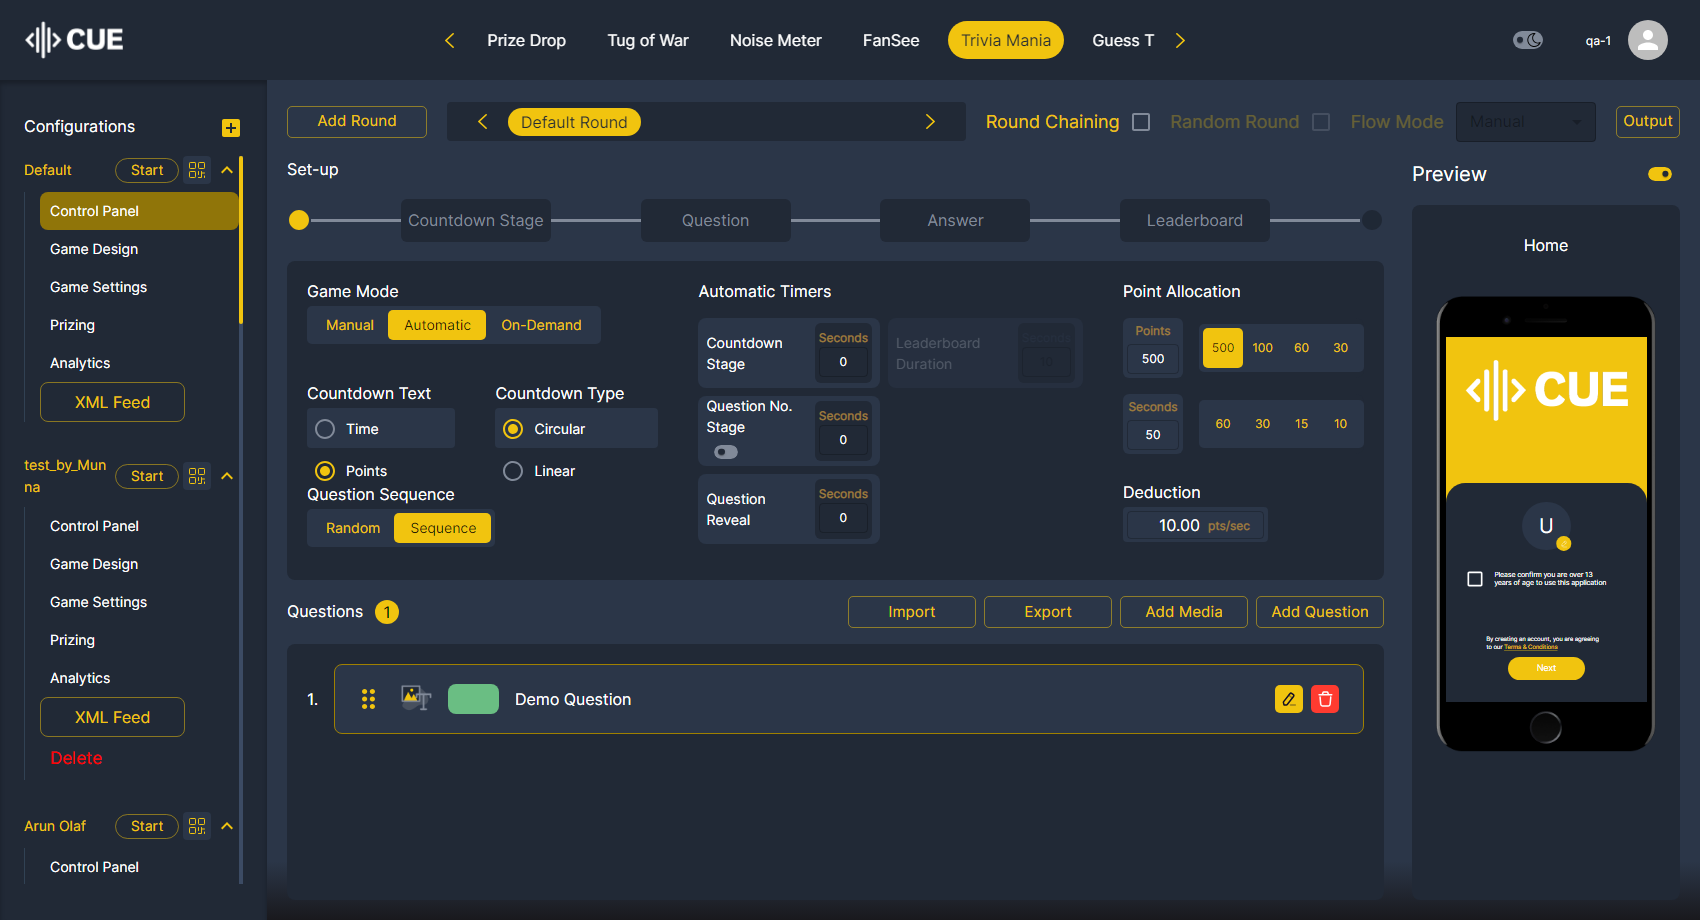 CUE
Prize Drop
Tug of War
Noise Meter
FanSee
Trivia Mania
Guess T
qa-1
Configurations
Default
Start
Control Panel
Game Design
Game Settings
Prizing
Analytics
XML Feed
test_by_Mun
na
Start
Control Panel
Game Design
Game Settings
Prizing
Analytics
XML Feed
Delete
Arun Olaf
Start
Control Panel
Add Round
Default Round
Round Chaining
Random Round
Flow Mode
Manual
Output
Set-up
Countdown Stage
Question
Answer
Leaderboard
Game Mode
Manual
Automatic
On-Demand
Countdown Text
Time
Points
Countdown Type
Circular
Linear
Question Sequence
Random
Sequence
Automatic Timers
Countdown
Stage
Seconds
0
Leaderboard
Duration
Seconds
10
Question No.
Stage
Seconds
0
Question
Reveal
Seconds
0
Point Allocation
Points
500
500
100
60
30
Seconds
50
60
30
15
10
Deduction
10.00 pts/sec
Questions 1
Import
Export
Add Media
Add Question
1.
Demo Question
Preview
Home
CUE
U
Please confirm you are over 13
years of age to use this application
By creating an account, you are agreeing
to our Terms & Conditions
Next